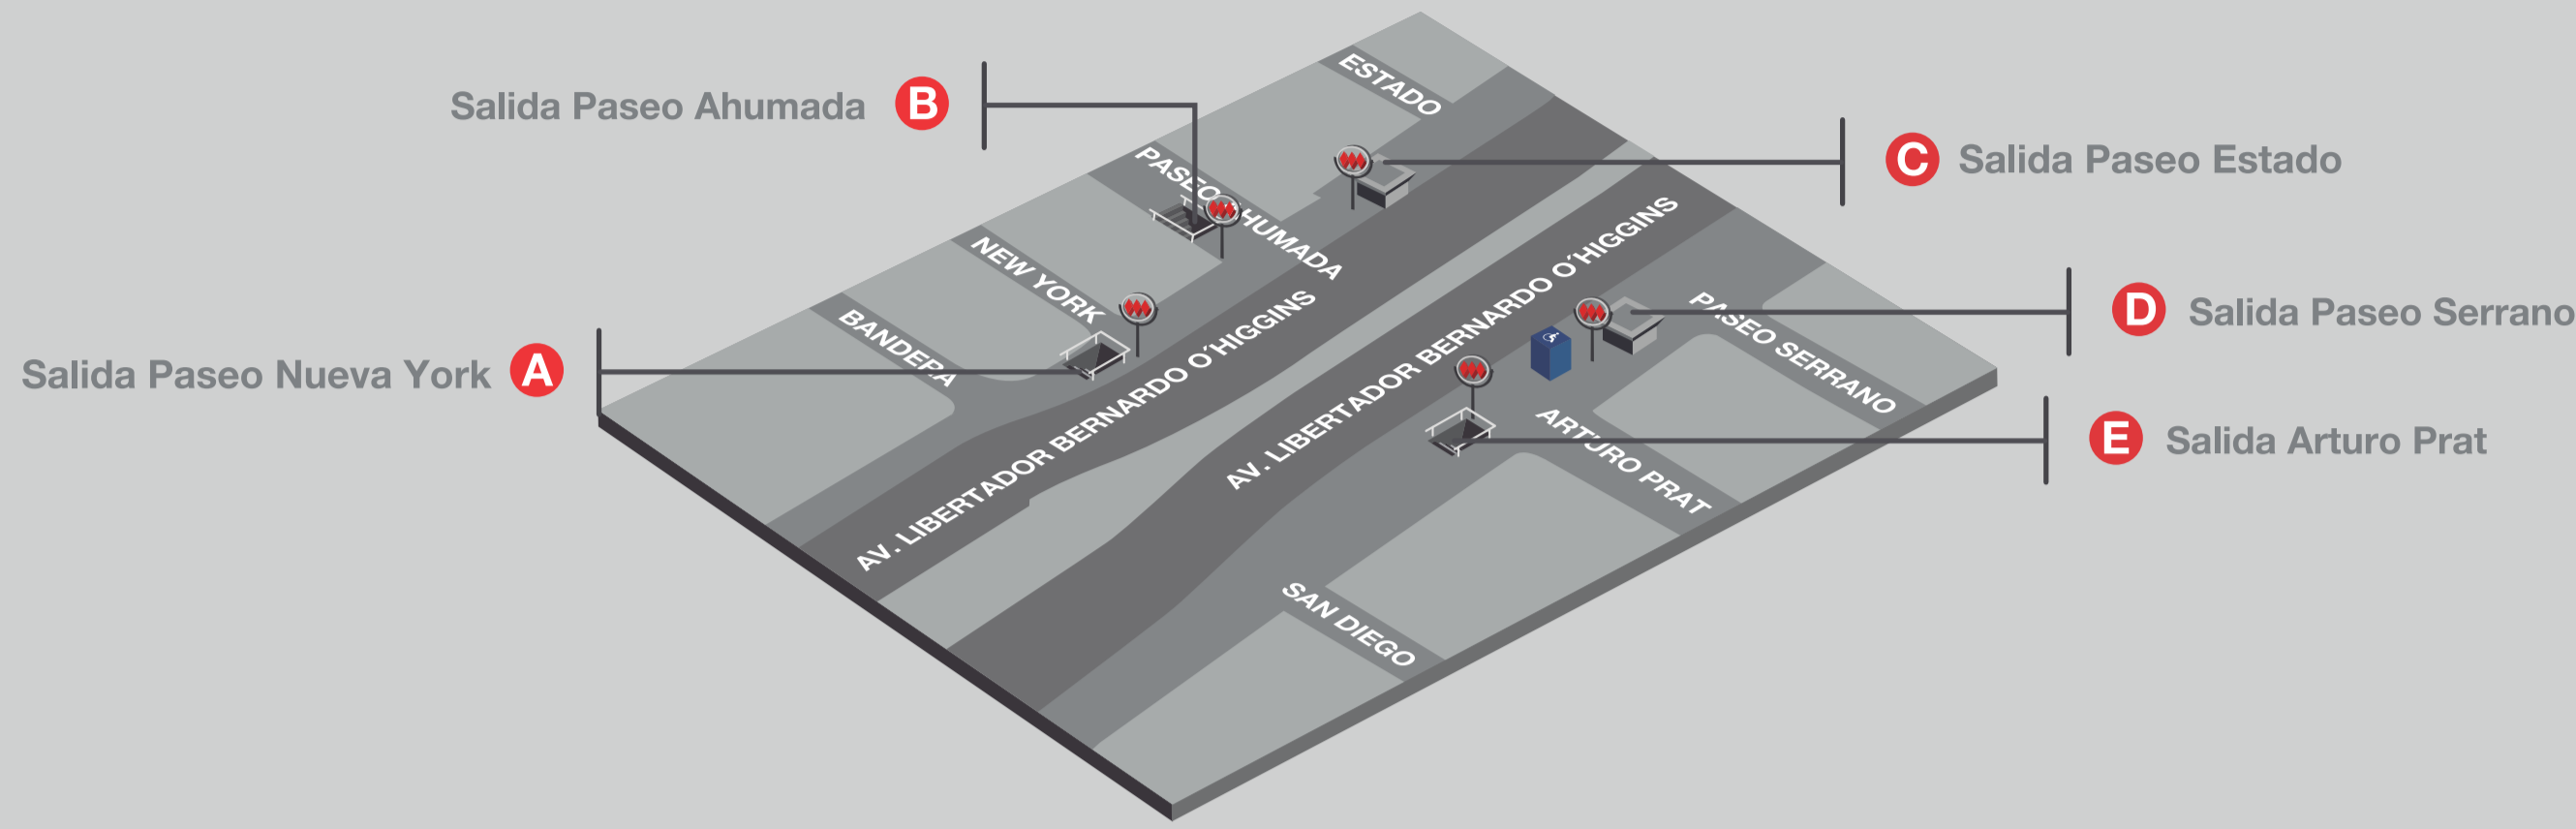 ESTADO
Salida Paseo Ahumada B
C Salida Paseo Estado
PASEO AHUMADA
NEW YORK
BANDERA
Salida Paseo Nueva York A
AV. LIBERTADOR BERNARDO O´HIGGINS
AV. LIBERTADOR BERNARDO O´HIGGINS
PASEO SERRANO
D Salida Paseo Serrano
ARTURO PRAT
E Salida Arturo Prat
SAN DIEGO